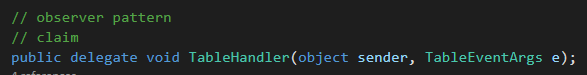 // observer pattern
// claim
public delegate void TableHandler(object sender, TableEventArgs e);